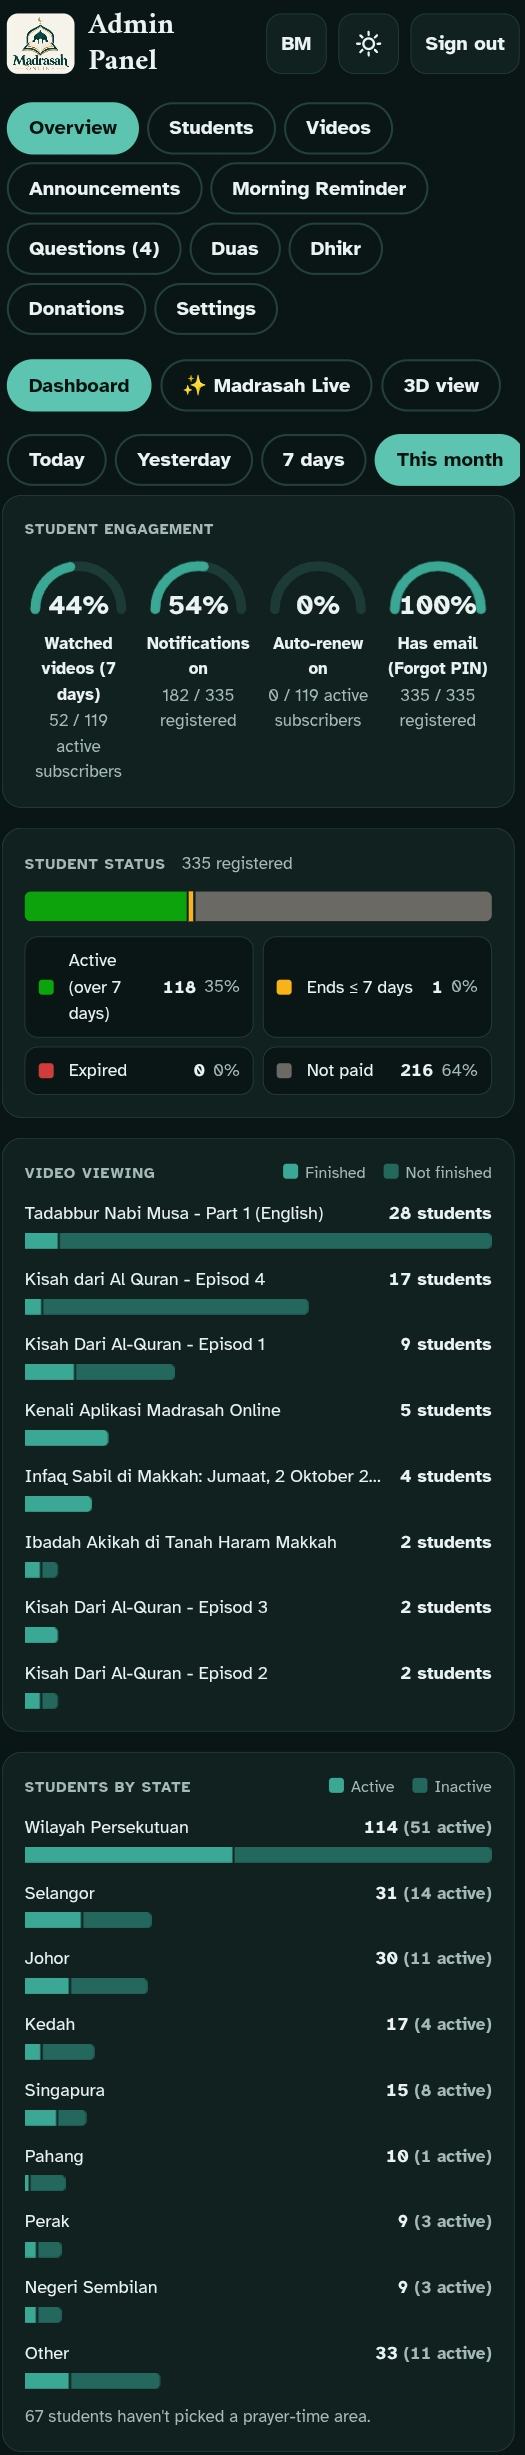 Madrasah
ONLINE
Admin
Panel
BM
Sign out
Overview
Students
Videos
Announcements
Morning Reminder
Questions (4)
Duas
Dhikr
Donations
Settings
Dashboard
✨ Madrasah Live
3D view
Today
Yesterday
7 days
This month
STUDENT ENGAGEMENT
44%
Watched
videos (7
days)
52 / 119
active
subscribers
54%
Notifications
on
182 / 335
registered
0%
Auto-renew
on
0 / 119 active
subscribers
100%
Has email
(Forgot PIN)
335 / 335
registered
STUDENT STATUS 335 registered
Active
(over 7
days)
118 35%
Ends ≤ 7 days 1 0%
Expired 0 0%
Not paid 216 64%
VIDEO VIEWING
Finished
Not finished
Tadabbur Nabi Musa - Part 1 (English) 28 students
Kisah dari Al Quran - Episod 4 17 students
Kisah Dari Al-Quran - Episod 1 9 students
Kenali Aplikasi Madrasah Online 5 students
Infaq Sabil di Makkah: Jumaat, 2 Oktober 2... 4 students
Ibadah Akikah di Tanah Haram Makkah 2 students
Kisah Dari Al-Quran - Episod 3 2 students
Kisah Dari Al-Quran - Episod 2 2 students
STUDENTS BY STATE
Active
Inactive
Wilayah Persekutuan 114 (51 active)
Selangor 31 (14 active)
Johor 30 (11 active)
Kedah 17 (4 active)
Singapura 15 (8 active)
Pahang 10 (1 active)
Perak 9 (3 active)
Negeri Sembilan 9 (3 active)
Other 33 (11 active)
67 students haven't picked a prayer-time area.